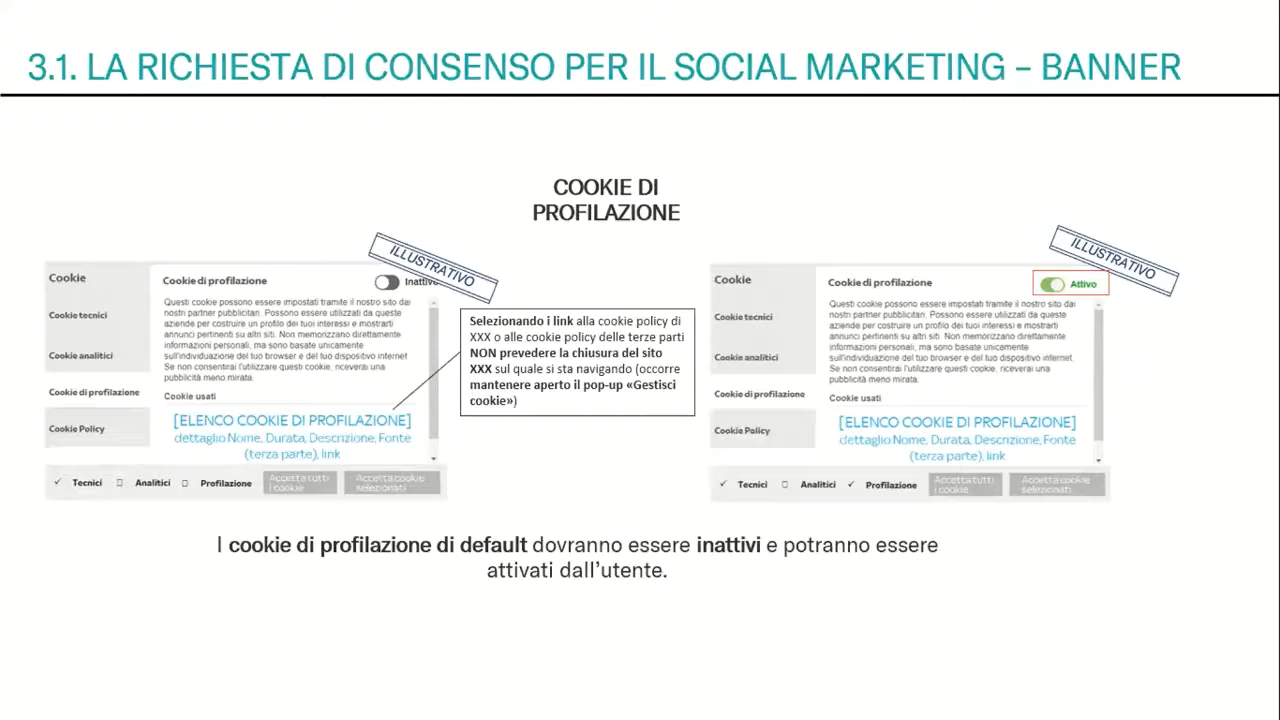 3.1. LA RICHIESTA DI CONSENSO PER IL SOCIAL MARKETING – BANNER
COOKIE DI
PROFILAZIONE
ILLUSTRATIVO
Cookie
Cookie tecnici
Cookie analitici
Cookie di profilazione
Cookie Policy
Cookie di profilazione
Inattivo
Questi cookie possono essere impostati tramite il nostro sito dai
nostri partner pubblicitari. Possono essere utilizzati da queste
aziende per costruire un profilo dei tuoi interessi e mostrarti
annunci pertinenti su altri siti. Non memorizzano direttamente
informazioni personali, ma sono basate unicamente
sull'individuazione del tuo browser e del tuo dispositivo internet
Se non consentirai l'utilizzare questi cookie, riceverai una
pubblicità meno mirata.
Cookie usati
[ELENCO COOKIE DI PROFILAZIONE]
dettaglio Nome, Durata, Descrizione, Fonte
(terza parte), link
✓ Tecnici ▯ Analitici ▯ Profilazione
Accetta tutti
i cookie
Accetta cookie
selezionati
Selezionando i link alla cookie policy di
XXX o alle cookie policy delle terze parti
NON prevedere la chiusura del sito
XXX sul quale si sta navigando (occorre
mantenere aperto il pop-up «Gestisci
cookie»)
ILLUSTRATIVO
Cookie
Cookie tecnici
Cookie analitici
Cookie di profilazione
Cookie Policy
Cookie di profilazione
Attivo
Questi cookie possono essere impostati tramite il nostro sito dai
nostri partner pubblicitari. Possono essere utilizzati da queste
aziende per costruire un profilo dei tuoi interessi e mostrarti
annunci pertinenti su altri siti. Non memorizzano direttamente
informazioni personali, ma sono basate unicamente
sull'individuazione del tuo browser e del tuo dispositivo internet.
Se non consentirai l'utilizzare questi cookie, riceverai una
pubblicità meno mirata.
Cookie usati
[ELENCO COOKIE DI PROFILAZIONE]
dettaglio Nome, Durata, Descrizione, Fonte
(terza parte), link
✓ Tecnici ▯ Analitici ✓ Profilazione
Accetta tutti
i cookie
Accetta cookie
selezionati
I cookie di profilazione di default dovranno essere inattivi e potranno essere
attivati dall'utente.